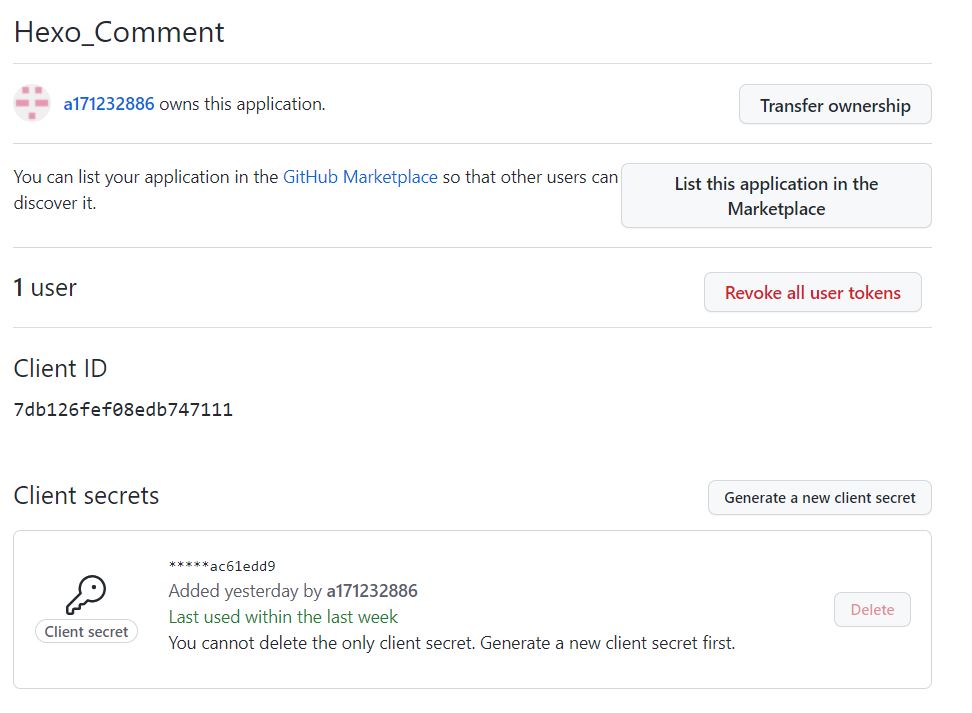 Hexo_Comment
a171232886 owns this application.
Transfer ownership
You can list your application in the GitHub Marketplace so that other users can
discover it.
List this application in the
Marketplace
1 user
Revoke all user tokens
Client ID
7db126fef08edb747111
Client secrets
Generate a new client secret
*****ac61edd9
Added yesterday by a171232886
Last used within the last week
You cannot delete the only client secret. Generate a new client secret first.
Client secret
Delete